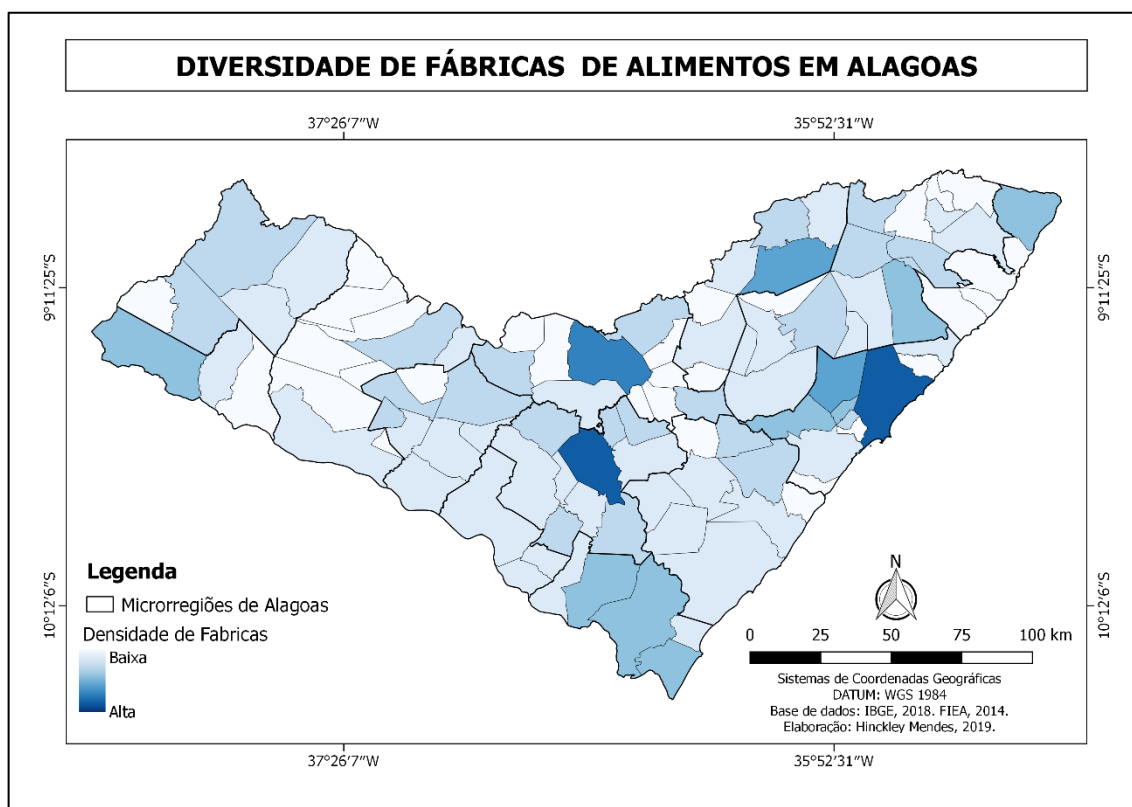 DIVERSIDADE DE FÁBRICAS DE ALIMENTOS EM ALAGOAS
37°26'7"W
35°52'31"W
9°11'25"S
9°11'25"S
10°12'6"S
10°12'6"S
Legenda
Microrregiões de Alagoas
Densidade de Fabricas
Baixa
Alta
N
0 25 50 75 100 km
Sistemas de Coordenadas Geográficas
DATUM: WGS 1984
Base de dados: IBGE, 2018. FIEA, 2014.
Elaboração: Hinckley Mendes, 2019.
37°26'7"W
35°52'31"W